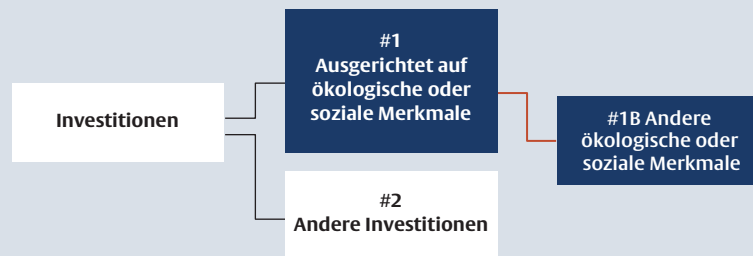 Investitionen
#1
Ausgerichtet auf
ökologische oder
soziale Merkmale
#2
Andere Investitionen
#1B Andere
ökologische oder
soziale Merkmale